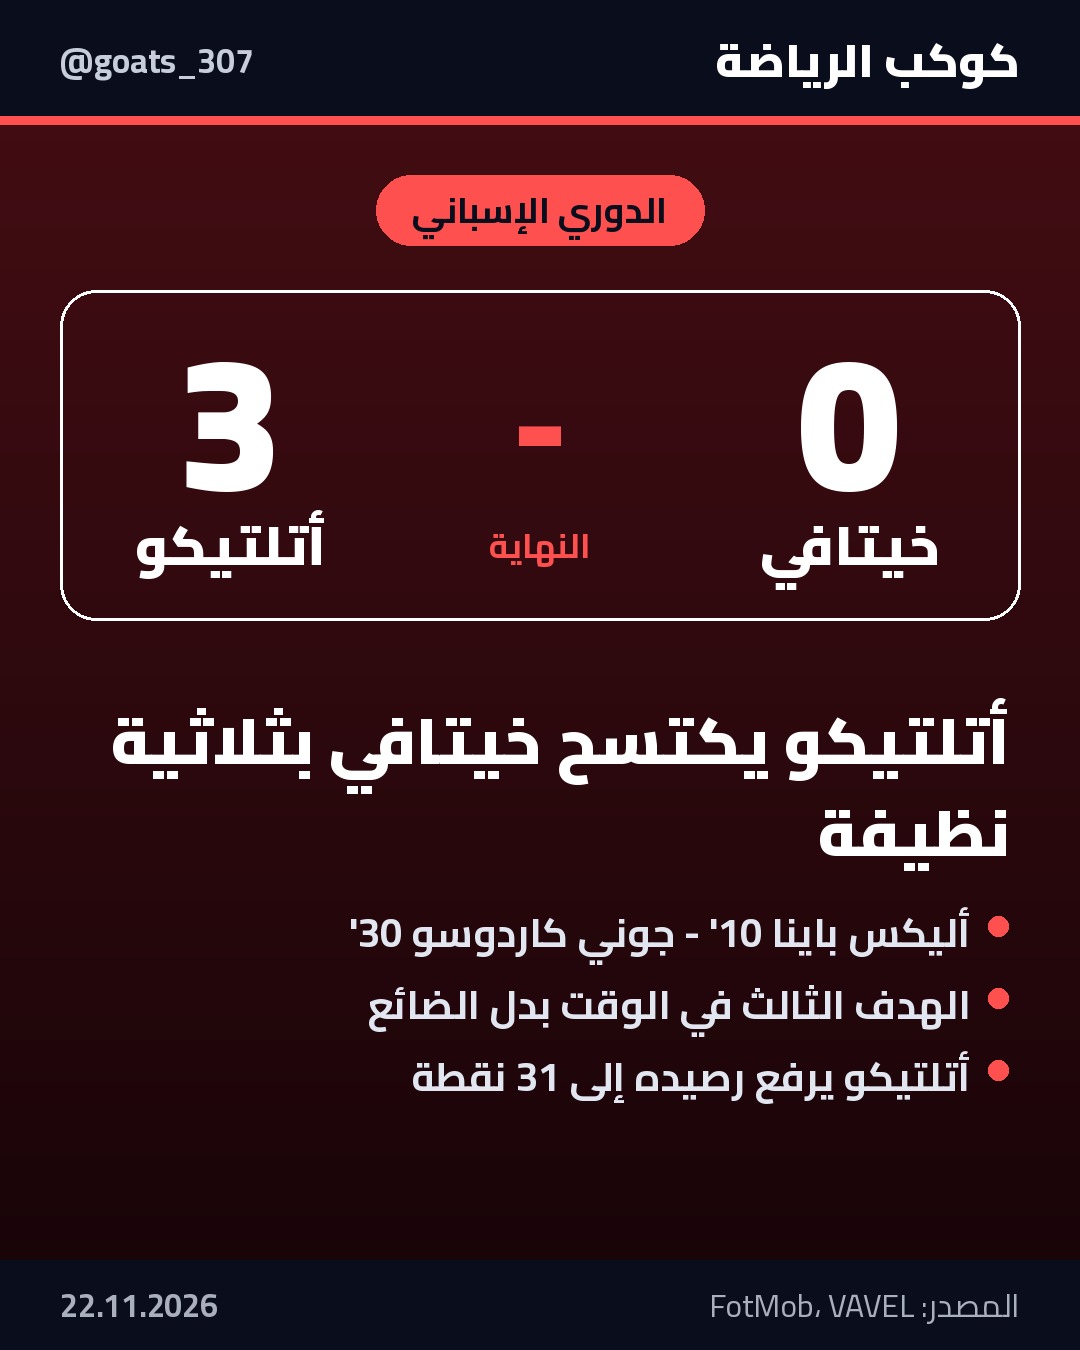 كوكب الرياضة
@goats_307
الدوري الإسباني
0 - 3
خيتافي النهاية أتلتيكو
أتلتيكو يكتسح خيتافي بثلاثية
نظيفة
أليكس باينا 10' - جوني كاردوسو 30'
الهدف الثالث في الوقت بدل الضائع
أتلتيكو يرفع رصيده إلى 31 نقطة
المصدر: FotMob، VAVEL
22.11.2026